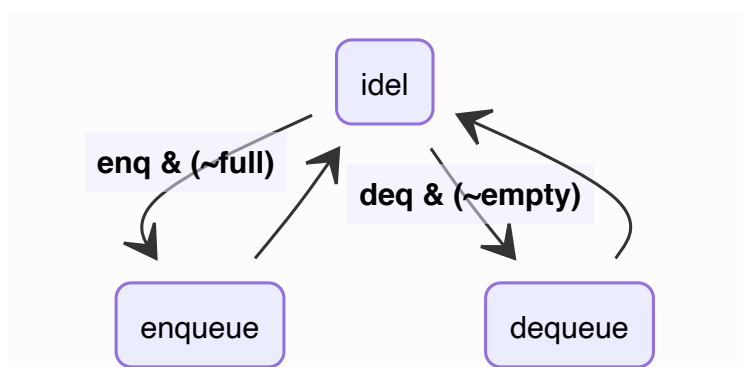 idel
enq & (~full)
deq & (~empty)
enqueue
dequeue